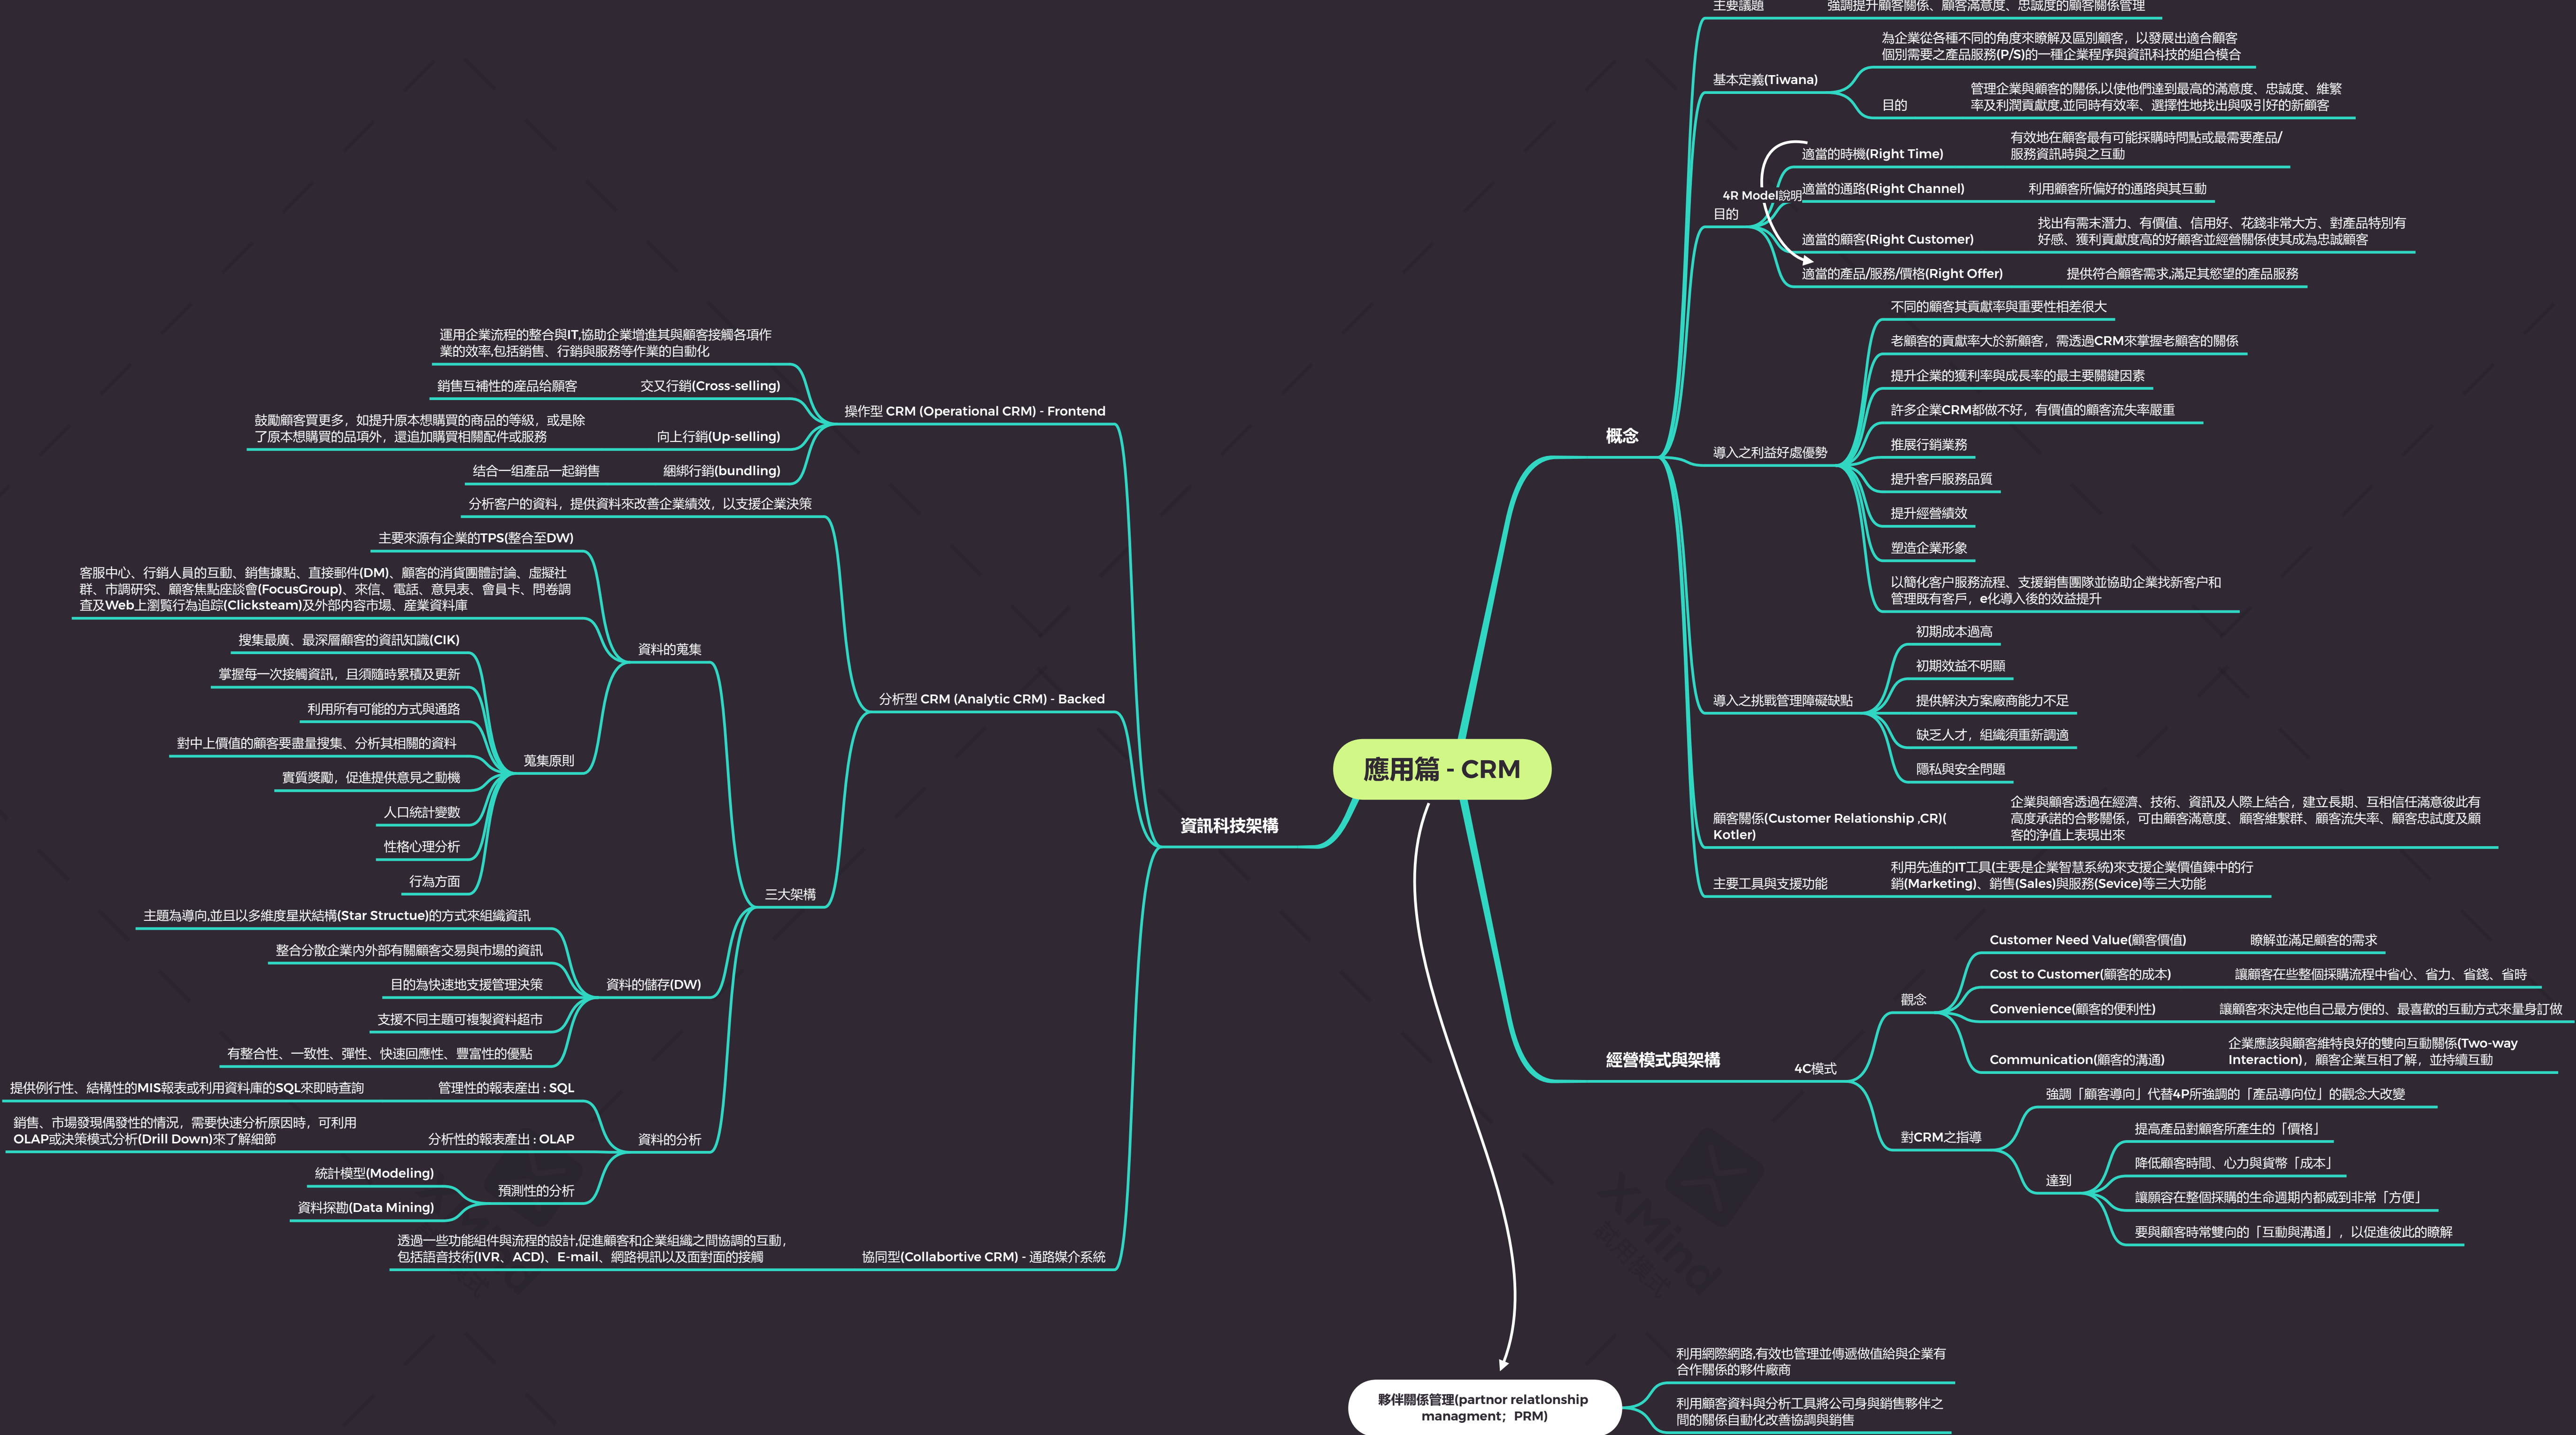 應用篇 - CRM
概念
主要議題
強調提升顧客關係、顧客滿意度、忠誠度的顧客關係管理
基本定義(Tiwana)
為企業從各種不同的角度來瞭解及區別顧客，以發展出適合顧客
個別需要之產品服務(P/S)的一種企業程序與資訊科技的組合模合
目的
管理企業與顧客的關係,以使他們達到最高的滿意度、忠誠度、維繁
率及利潤貢獻度,並同時有效率、選擇性地找出與吸引好的新顧客
目的
4R Model說明
適當的時機(Right Time)
有效地在顧客最有可能採購時問點或最需要產品/
服務資訊時與之互動
適當的通路(Right Channel)
利用顧客所偏好的通路與其互動
適當的顧客(Right Customer)
找出有需末潛力、有價值、信用好、花錢非常大方、對產品特別有
好感、獲利貢獻度高的好顧客並經營關係使其成為忠誠顧客
適當的產品/服務/價格(Right Offer)
提供符合顧客需求,滿足其慾望的產品服務
導入之利益好處優勢
不同的顧客其貢獻率與重要性相差很大
老顧客的貢獻率大於新顧客，需透過CRM來掌握老顧客的關係
提升企業的獲利率與成長率的最主要關鍵因素
許多企業CRM都做不好，有價值的顧客流失率嚴重
推展行銷業務
提升客戶服務品質
提升經營績效
塑造企業形象
以簡化客户服務流程、支援銷售團隊並協助企業找新客户和
管理既有客戶，e化導入後的效益提升
導入之挑戰管理障礙缺點
初期成本過高
初期效益不明顯
提供解決方案廠商能力不足
缺乏人才，組織須重新調適
隱私與安全問題
顧客關係(Customer Relationship ,CR)(
Kotler)
企業與顧客透過在經濟、技術、資訊及人際上結合，建立長期、互相信任滿意彼此有
高度承諾的合夥關係，可由顧客滿意度、顧客維繫群、顧客流失率、顧客忠試度及顧
客的浄值上表現出來
主要工具與支援功能
利用先進的IT工具(主要是企業智慧系統)來支援企業價值鍊中的行
銷(Marketing)、銷售(Sales)與服務(Sevice)等三大功能
經營模式與架構
4C模式
觀念
Customer Need Value(顧客價值)
瞭解並滿足顧客的需求
Cost to Customer(顧客的成本)
讓顧客在些整個採購流程中省心、省力、省錢、省時
Convenience(顧客的便利性)
讓顧客來決定他自己最方便的、最喜歡的互動方式來量身訂做
Communication(顧客的溝通)
企業應該與顧客維特良好的雙向互動關係(Two-way
Interaction)，顧客企業互相了解，並持續互動
對CRM之指導
強調「顧客導向」代替4P所強調的「產品導向位」的觀念大改變
達到
提高產品對顧客所產生的「價格」
降低顧客時間、心力與貨幣「成本」
讓願容在整個採購的生命週期内都威到非常「方便」
要與顧客時常雙向的「互動與溝通」，以促進彼此的瞭解
資訊科技架構
操作型 CRM (Operational CRM) - Frontend
運用企業流程的整合與IT,協助企業增進其與顧客接觸各項作
業的效率,包括銷售、行銷與服務等作業的自動化
交又行銷(Cross-selling)
銷售互補性的産品给願客
向上行銷(Up-selling)
鼓勵顧客買更多，如提升原本想購買的商品的等級，或是除
了原本想購買的品項外，還追加購買相關配件或服務
綑綁行銷(bundling)
结合一组產品一起銷售
分析型 CRM (Analytic CRM) - Backed
分析客户的資料，提供資料來改善企業績效，以支援企業決策
三大架構
資料的蒐集
主要來源有企業的TPS(整合至DW)
客服中心、行銷人員的互動、銷售據點、直接郵件(DM)、顧客的消貨團體討論、虛擬社
群、市調研究、顧客焦點座談會(FocusGroup)、來信、電話、意見表、會員卡、問卷調
査及Web上瀏覧行為追踪(Clicksteam)及外部內容市場、産業資料庫
蒐集原則
搜集最廣、最深層顧客的資訊知識(CIK)
掌握每一次接觸資訊，且須隨時累積及更新
利用所有可能的方式與通路
對中上價值的顧客要盡量搜集、分析其相關的資料
實質獎勵，促進提供意見之動機
人口統計變數
性格心理分析
行為方面
資料的儲存(DW)
主題為導向,並且以多維度星狀結構(Star Structue)的方式來組織資訊
整合分散企業內外部有關顧客交易與市場的資訊
目的為快速地支援管理決策
支援不同主題可複製資料超市
有整合性、一致性、彈性、快速回應性、豐富性的優點
資料的分析
管理性的報表産出 : SQL
提供例行性、結構性的MIS報表或利用資料庫的SQL來即時查詢
分析性的報表產出 : OLAP
銷售、市場發現偶發性的情況，需要快速分析原因時，可利用
OLAP或決策模式分析(Drill Down)來了解細節
預測性的分析
統計模型(Modeling)
資料探勘(Data Mining)
協同型(Collabortive CRM) - 通路媒介系統
透過一些功能組件與流程的設計,促進顧客和企業組織之間協調的互動，
包括語音技術(IVR、ACD)、E-mail、網路視訊以及面對面的接觸
夥伴關係管理(partnor relatlonship
managment；PRM)
利用網際網路,有效也管理並傳遞做值給與企業有
合作關係的夥件廠商
利用顧客資料與分析工具將公司身與銷售夥伴之
間的關係自動化改善協調與銷售
XMind
試用模式